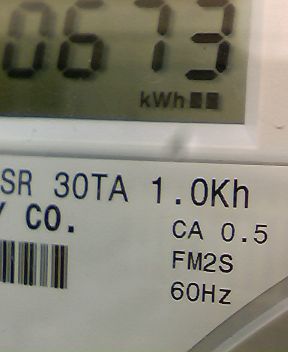 0673
kWh
SR 30TA 1.0Kh
Y CO.
CA 0.5
FM2S
60Hz